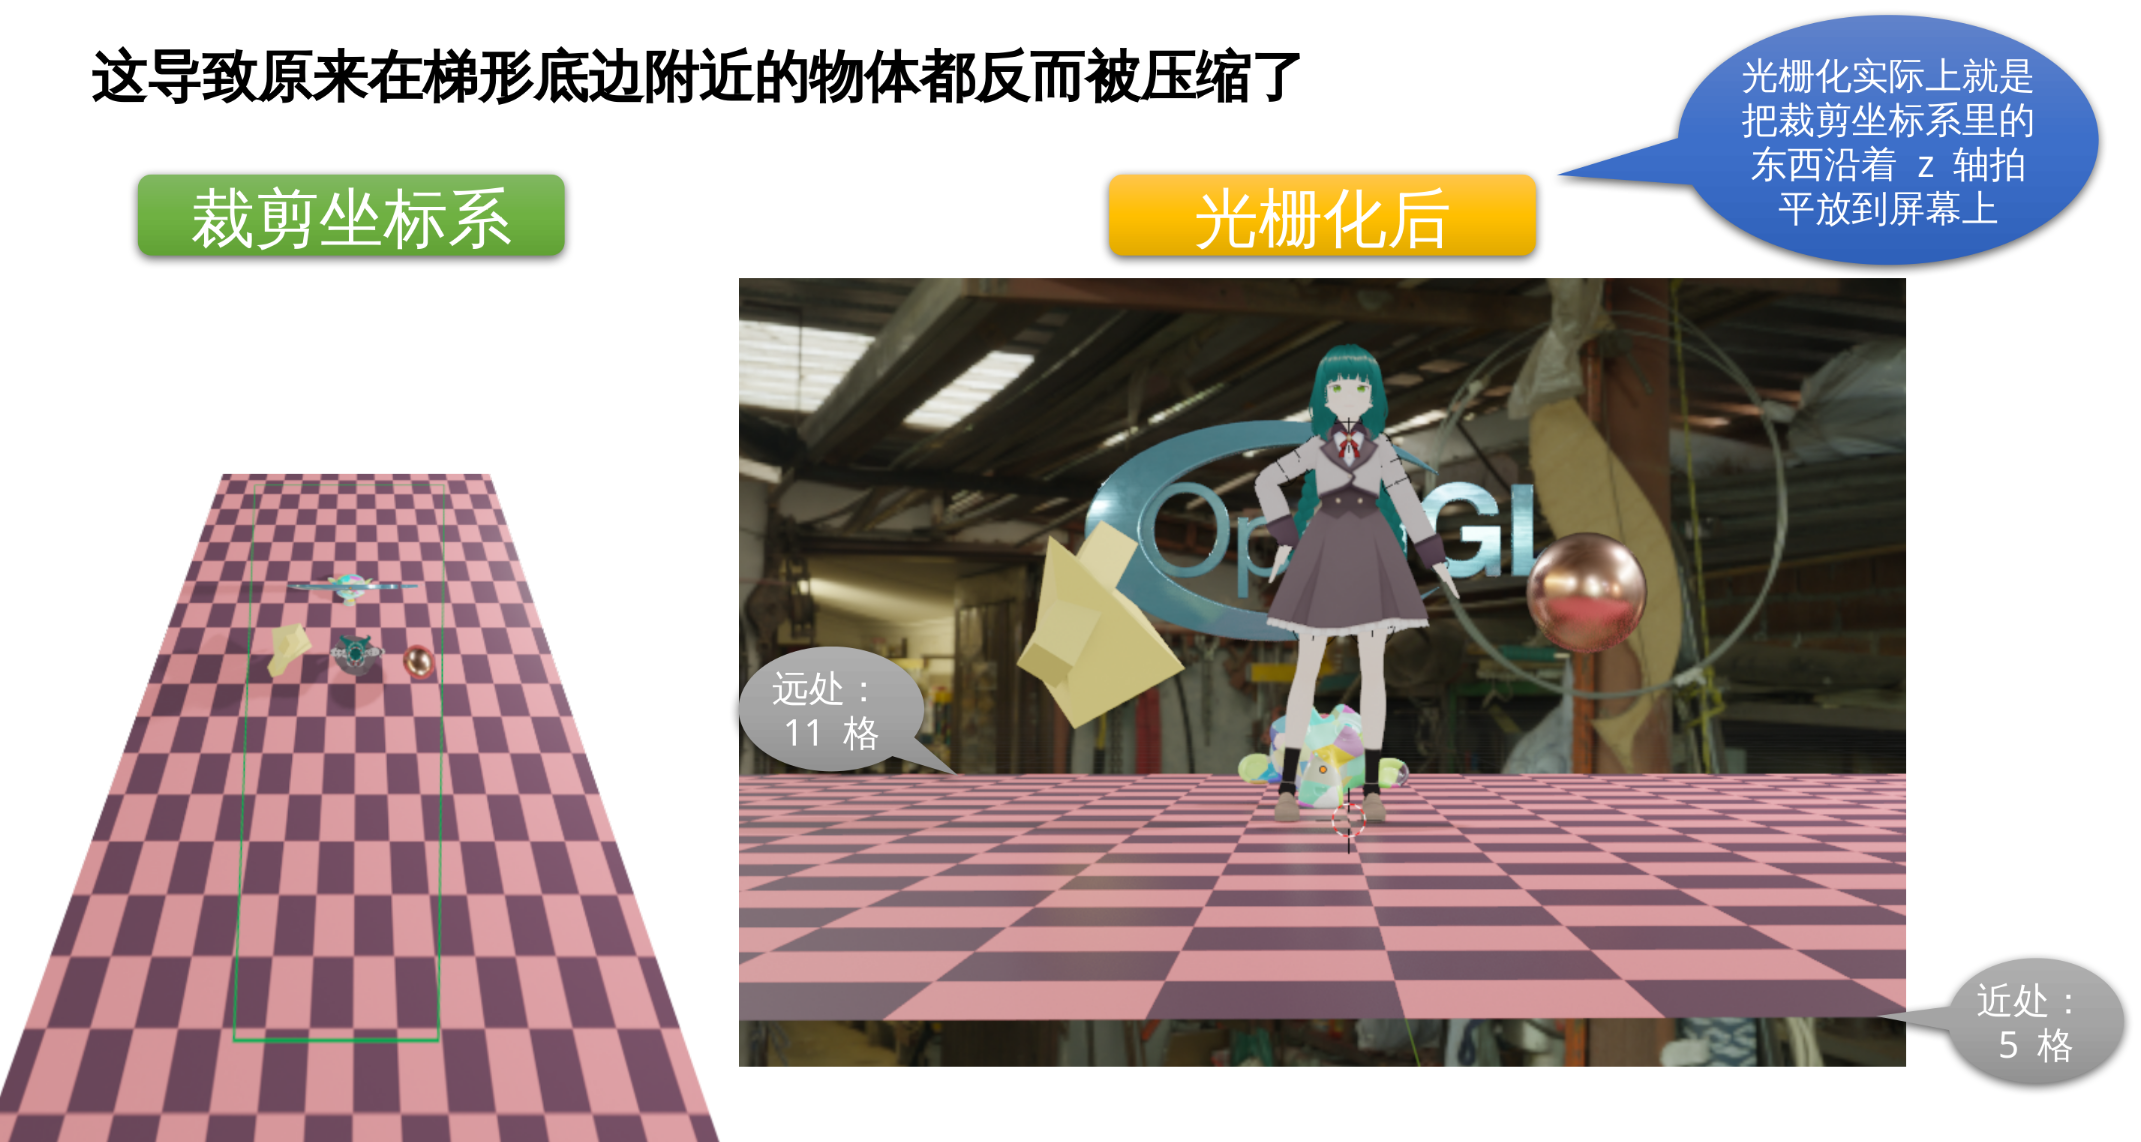 这导致原来在梯形底边附近的物体都反而被压缩了
光栅化实际上就是
把裁剪坐标系里的
东西沿着 z 轴拍
平放到屏幕上
裁剪坐标系
光栅化后
Op GL
远处：
11 格
近处：
5 格